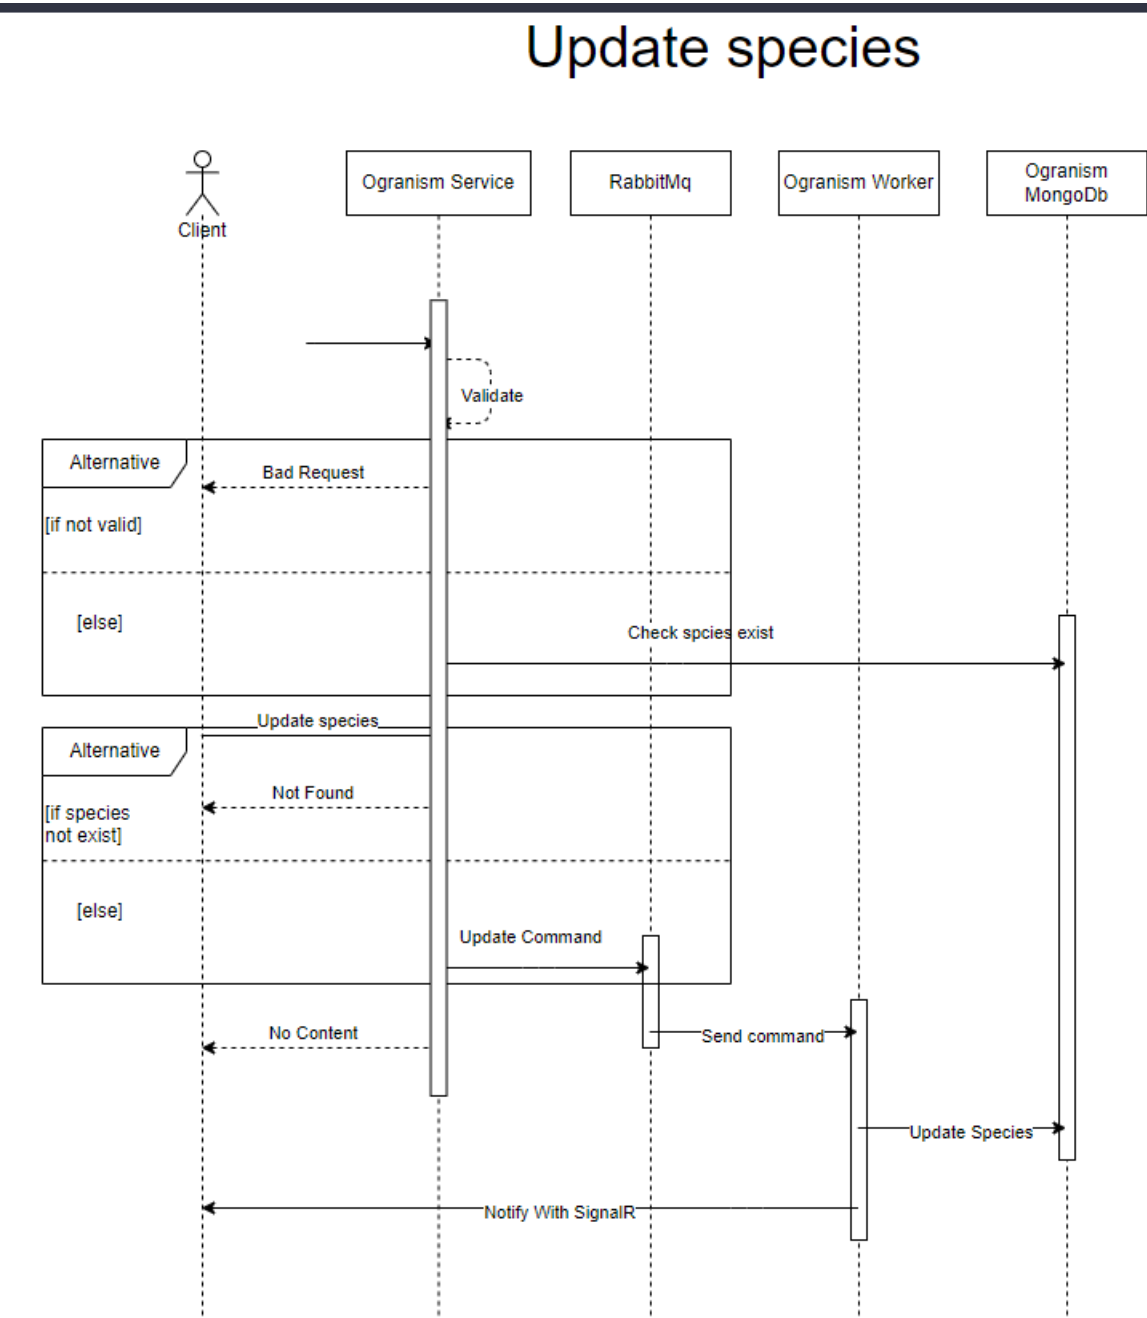 Update species
Client
Ogranism Service
RabbitMq
Ogranism Worker
Ogranism
MongoDb
Validate
Alternative
Bad Request
[if not valid]
[else]
Check spcies exist
Update species
Alternative
Not Found
[if species
not exist]
[else]
Update Command
No Content
Send command
Update Species
Notify With SignalR